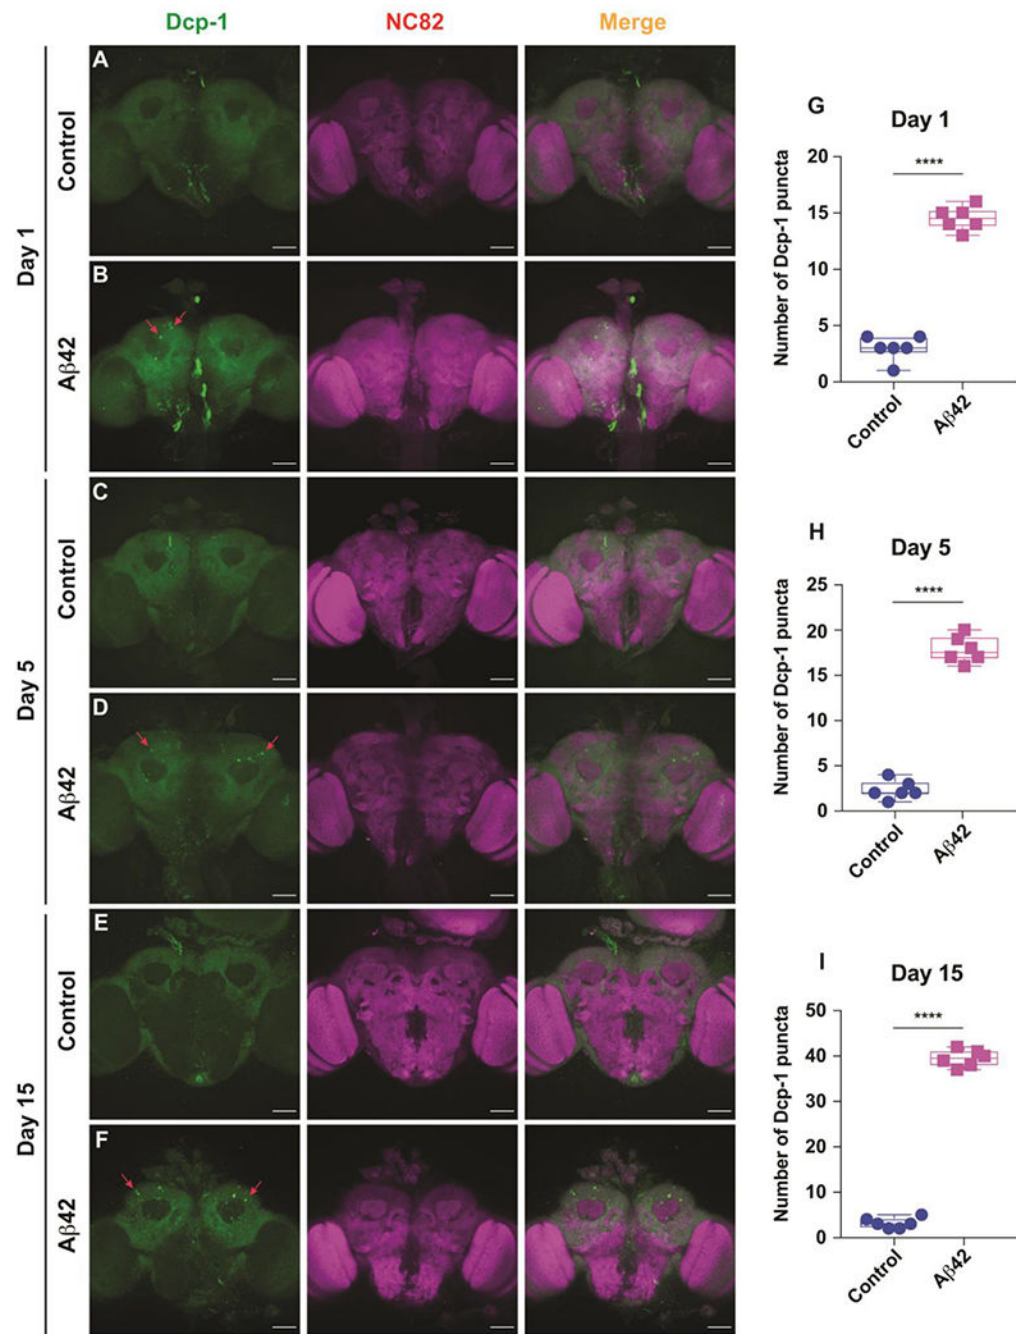 Dcp-1 NC82 Merge
Day 1
Control
A
Aβ42
B
Day 5
Control
C
Aβ42
D
Day 15
Control
E
Aβ42
F
G
Day 1
Number of Dcp-1 puncta
20
15
10
5
0
****
Control Aβ42
H
Day 5
Number of Dcp-1 puncta
25
20
15
10
5
0
****
Control Aβ42
I
Day 15
Number of Dcp-1 puncta
50
40
30
20
10
0
****
Control Aβ42